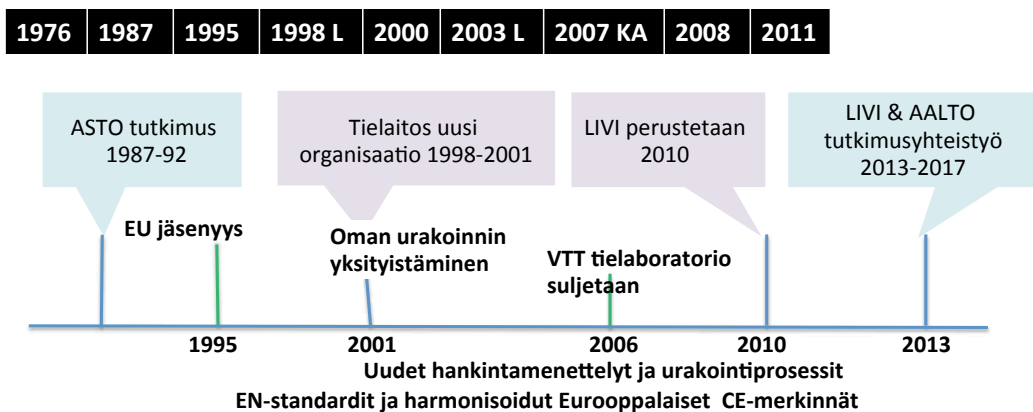 1976 1987 1995 1998 L 2000 2003 L 2007 KA 2008 2011
ASTO tutkimus
1987-92
Tielaitos uusi
organisaatio 1998-2001
LIVI perustetaan
2010
LIVI & AALTO
tutkimusyhteistyö
2013-2017
EU jäsenyys
Oman urakoinnin
yksityistäminen
VTT tielaboratorio
suljetaan
1995 2001 2006 2010 2013
Uudet hankintamenettelyt ja urakointiprosessit
EN-standardit ja harmonisoidut Eurooppalaiset CE-merkinnät